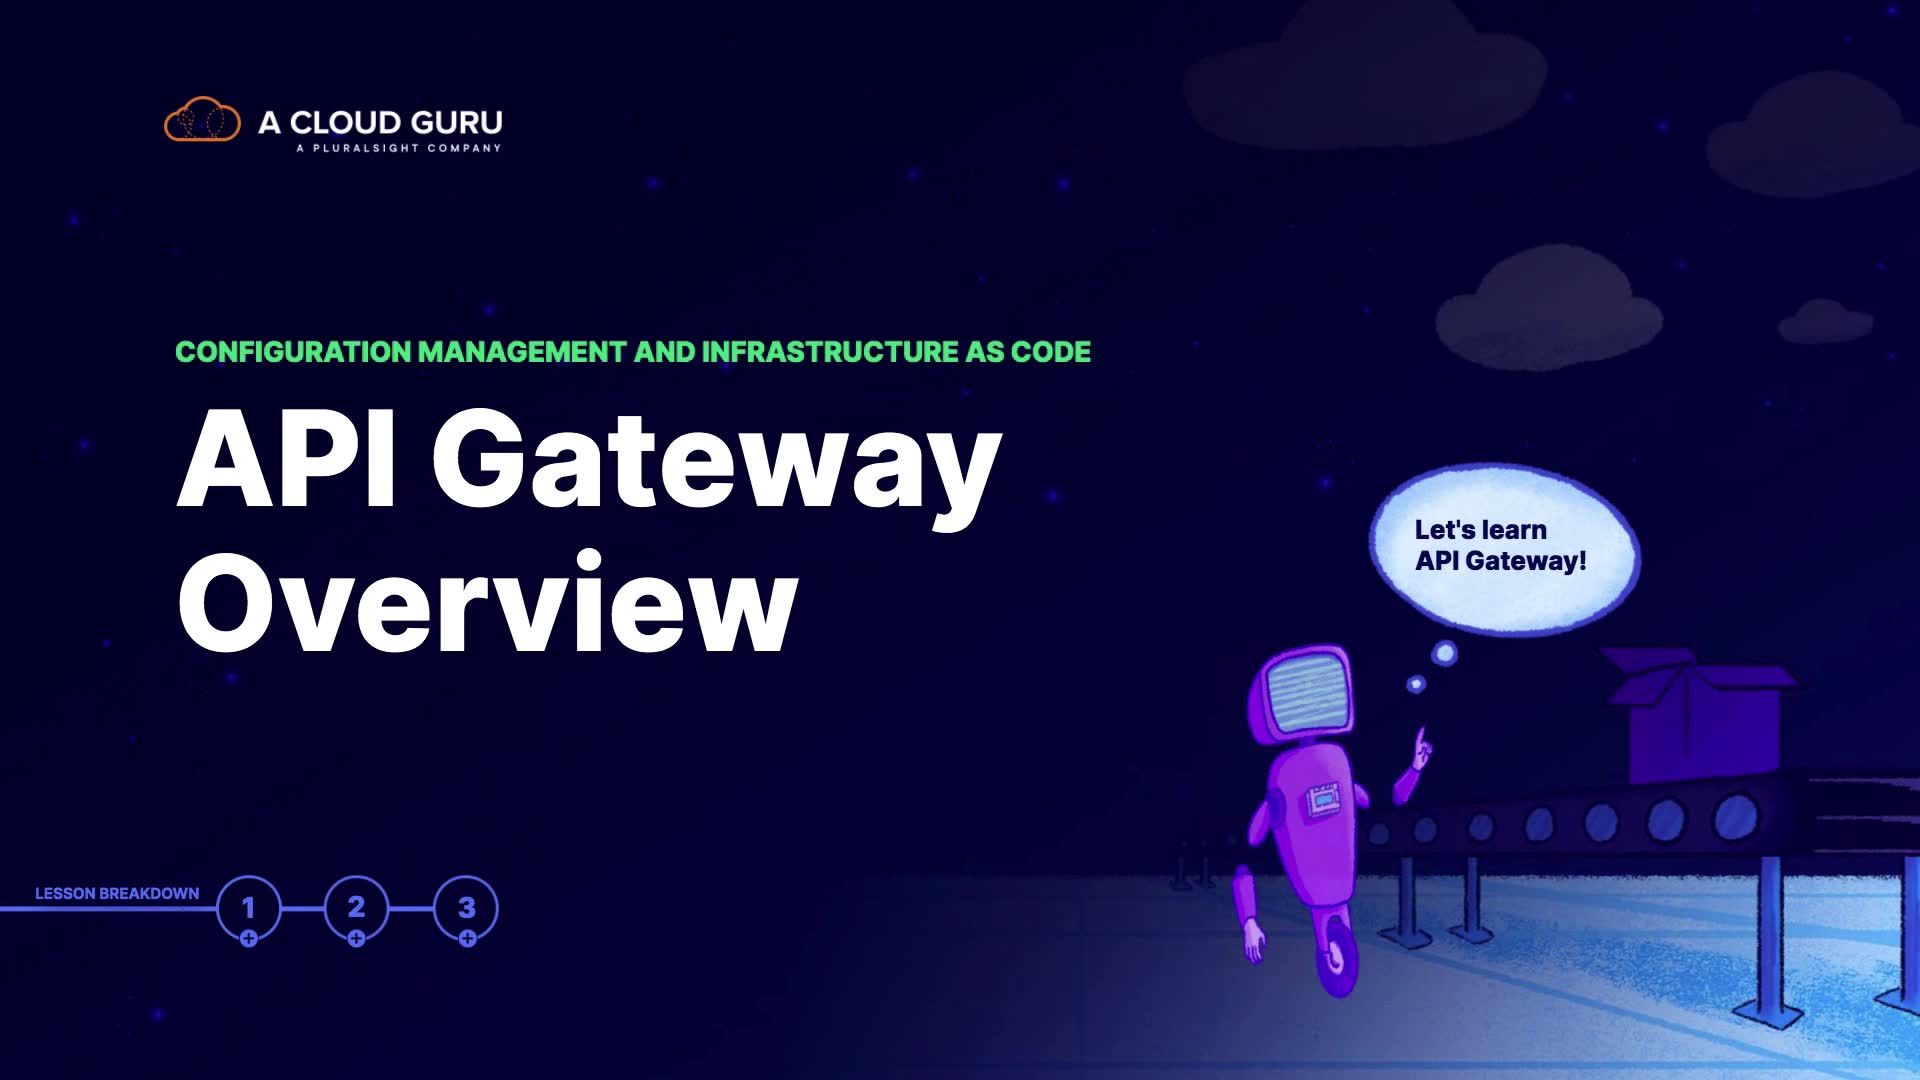 A CLOUD GURU
A PLURALSIGHT COMPANY
CONFIGURATION MANAGEMENT AND INFRASTRUCTURE AS CODE
API Gateway
Overview
Let's learn
API Gateway!
LESSON BREAKDOWN
1
2
3